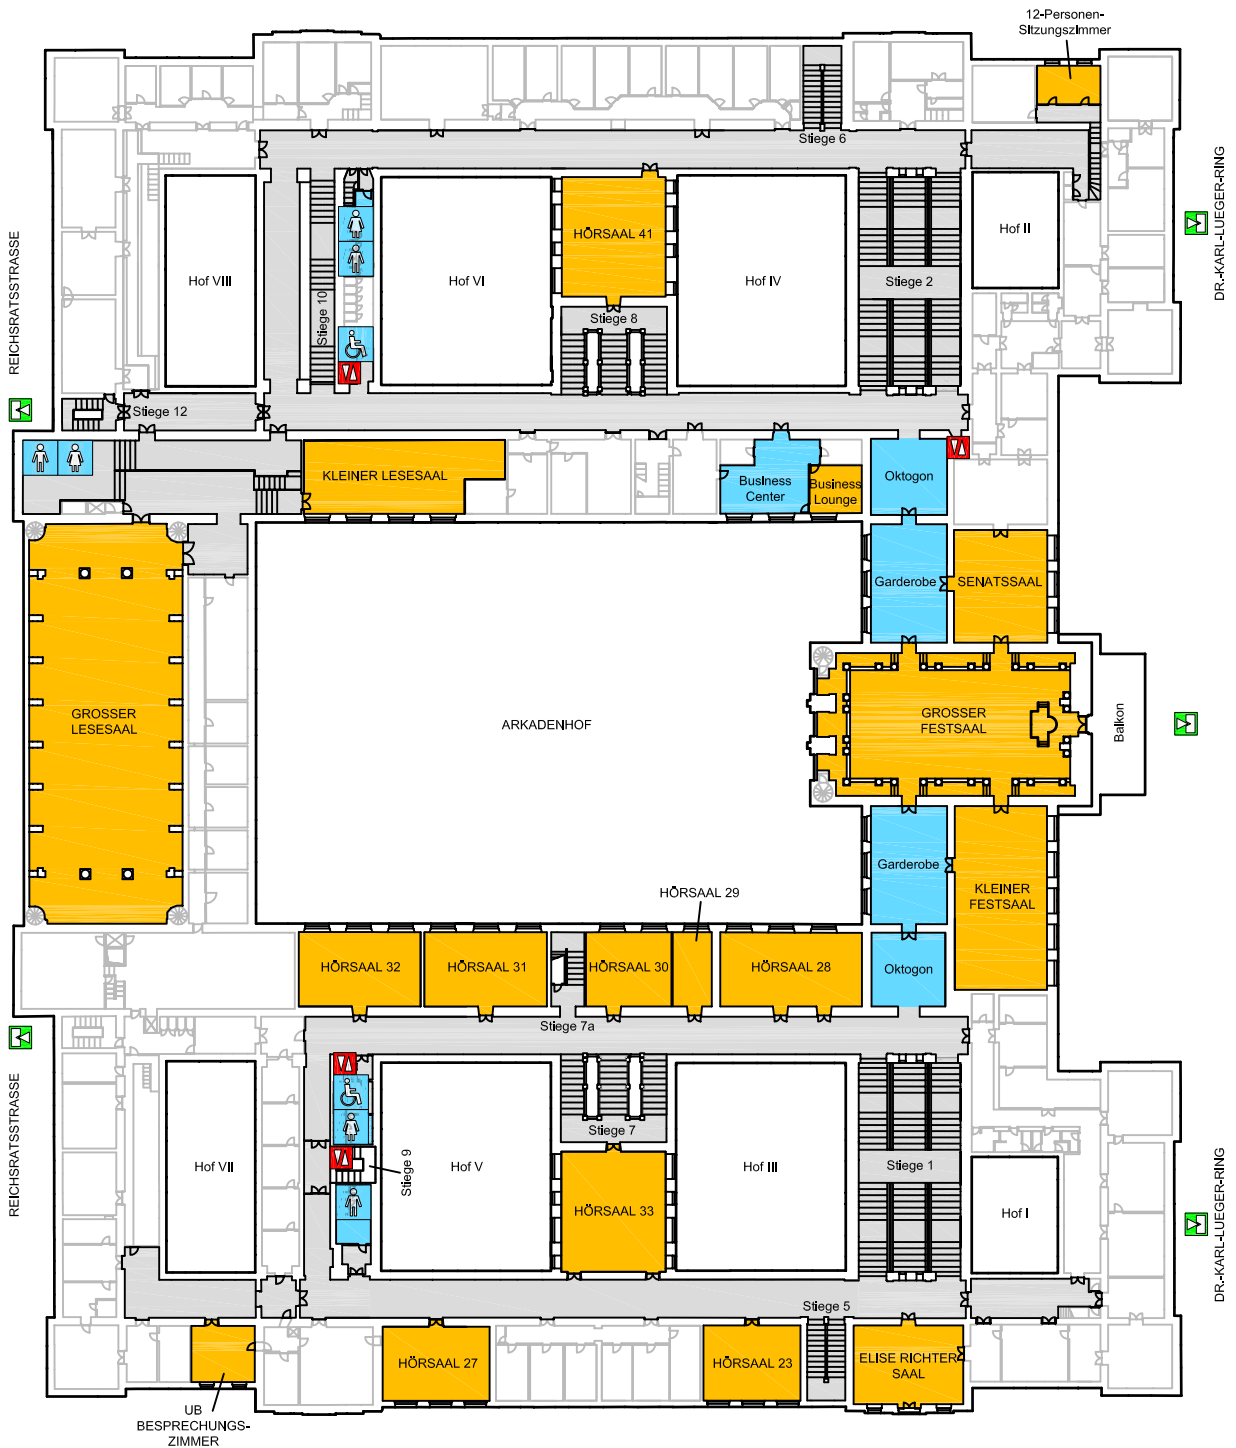 12-Personen-
Sitzungszimmer
Stiege 6
DR.-KARL-LUEGER-RING
REICHSRATSSTRASSE
HÖRSAAL 41
Hof II
Hof VIII
Hof VI
Hof IV
Stiege 2
Stiege 10
Stiege 8
Stiege 12
KLEINER LESESAAL
Oktogon
Business
Center
Business
Lounge
Garderobe
SENATSSAAL
GROSSER
LESESAAL
ARKADENHOF
GROSSER
FESTSAAL
Balkon
Garderobe
KLEINER
FESTSAAL
HÖRSAAL 29
HÖRSAAL 32
HÖRSAAL 31
HÖRSAAL 30
HÖRSAAL 28
Oktogon
Stiege 7a
REICHSRATSSTRASSE
Stiege 7
Hof VII
Stiege 9
Hof V
Hof III
Stiege 1
HÖRSAAL 33
Hof I
DR.-KARL-LUEGER-RING
Stiege 5
HÖRSAAL 27
HÖRSAAL 23
ELISE RICHTER
SAAL
UB
BESPRECHUNGS-
ZIMMER